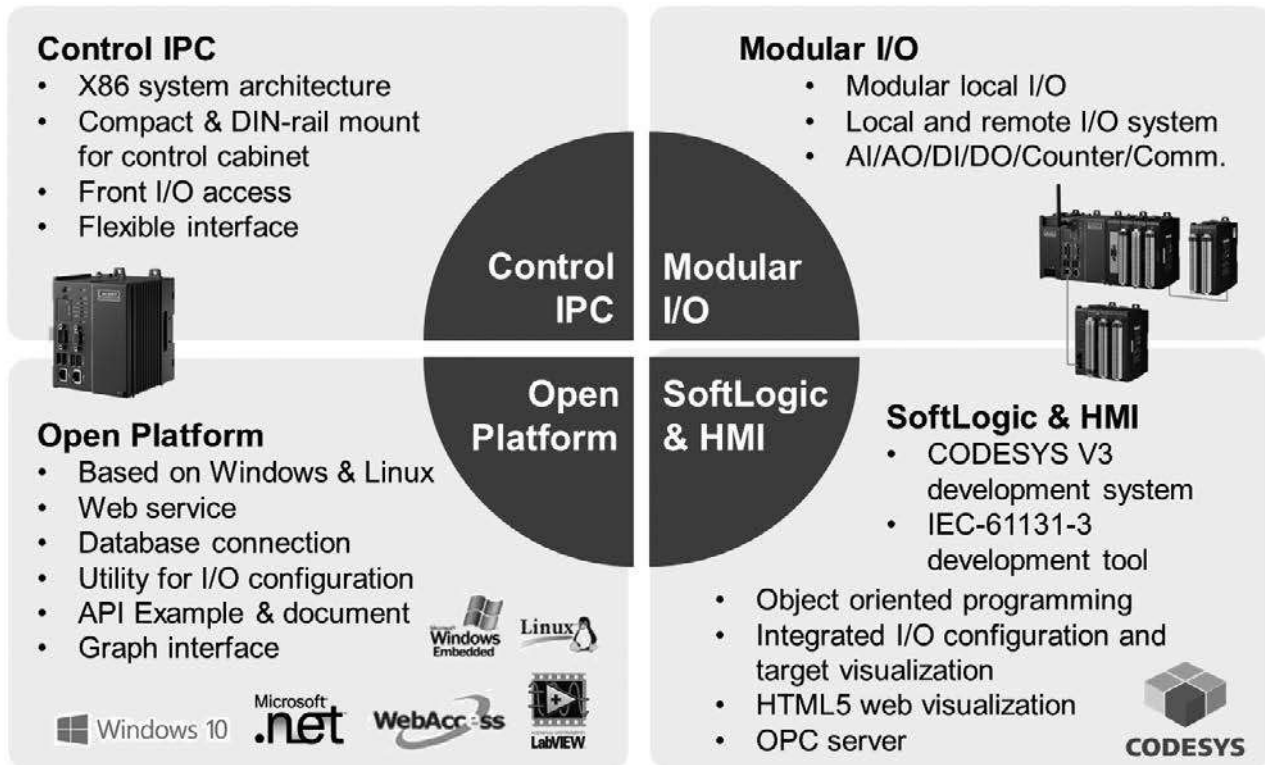 Control IPC
• X86 system architecture
• Compact & DIN-rail mount
for control cabinet
• Front I/O access
• Flexible interface
Modular I/O
• Modular local I/O
• Local and remote I/O system
• AI/AO/DI/DO/Counter/Comm.
Control
IPC
Modular
I/O
Open
Platform
SoftLogic
& HMI
Open Platform
• Based on Windows & Linux
• Web service
• Database connection
• Utility for I/O configuration
• API Example & document
• Graph interface
Microsoft
Windows
Embedded
Linux
Windows 10
Microsoft
.net
WebAccess
LabVIEW
SoftLogic & HMI
• CODESYS V3
development system
• IEC-61131-3
development tool
• Object oriented programming
• Integrated I/O configuration and
target visualization
• HTML5 web visualization
• OPC server
CODESYS